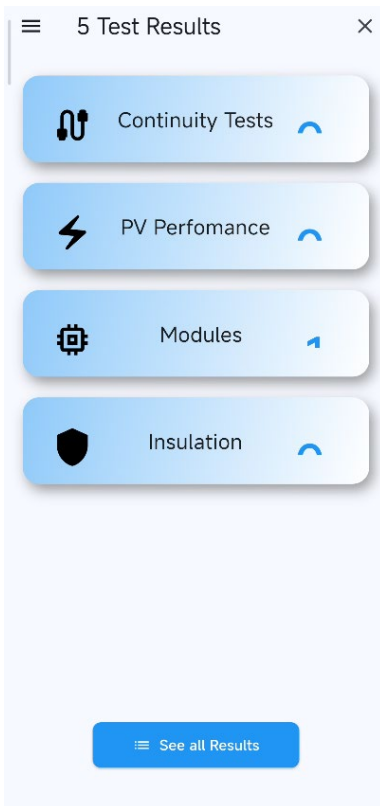 5 Test Results
Continuity Tests
PV Perfomance
Modules
Insulation
See all Results